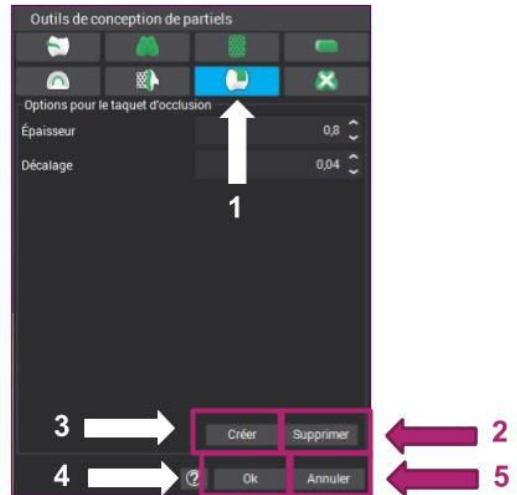 Outils de conception de partiels
Options pour le taquet d'occlusion
Épaisseur 0,8
Décalage 0,04
1
3 Créer Supprimer 2
4 ? Ok Annuler 5